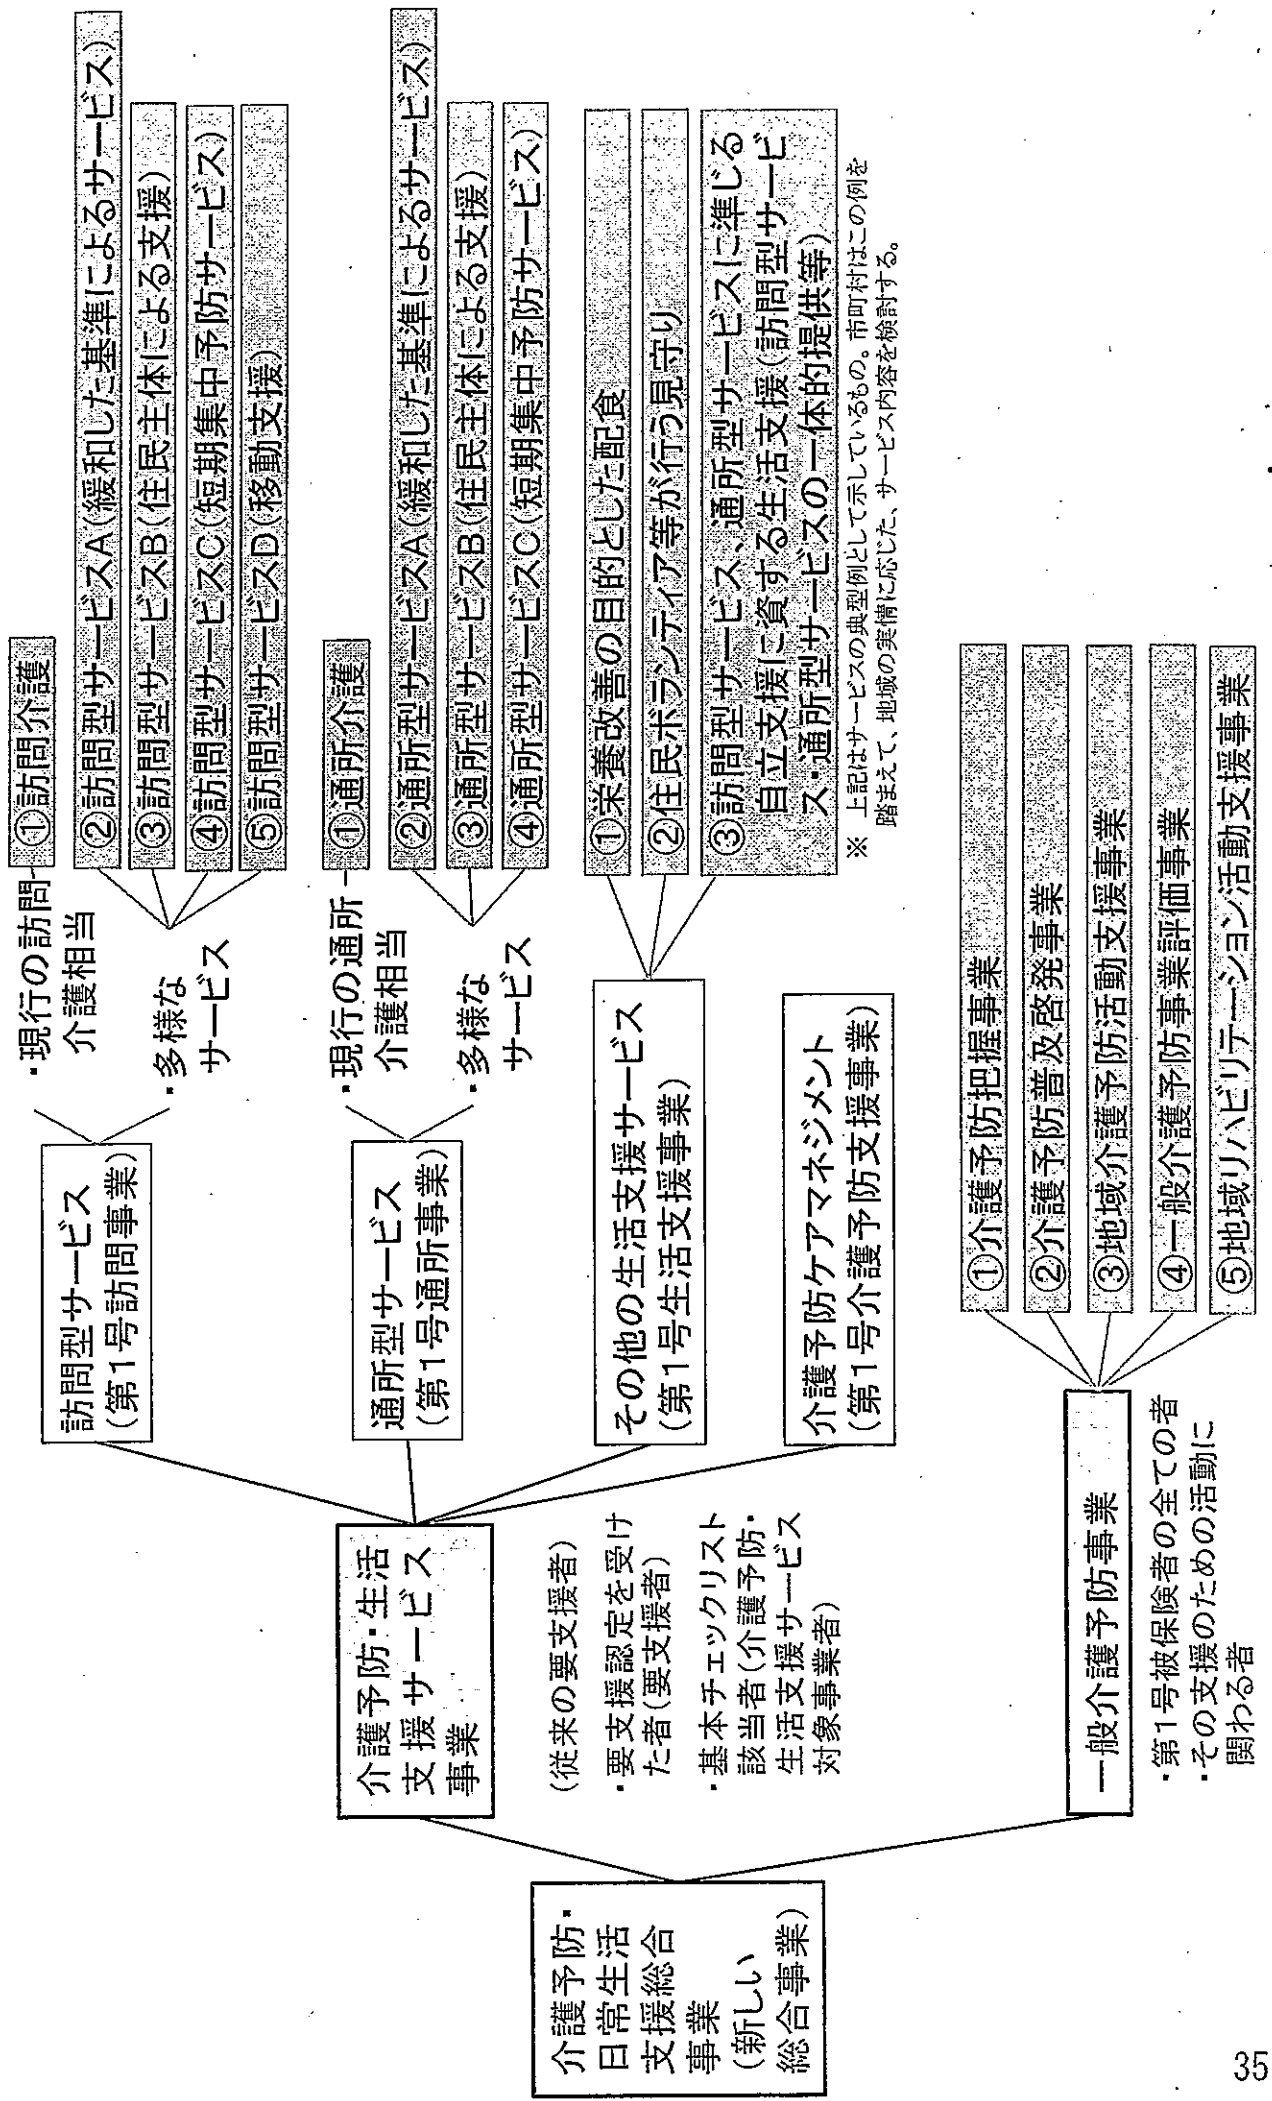 介護予防・
日常生活
支援総合
事業
(新しい
総合事業)
介護予防・生活
支援サービス
事業
(従来の要支援者)
・要支援認定を受け
た者(要支援者)
・基本チェックリスト
該当者(介護予防・
生活支援サービス
対象事業者)
訪問型サービス
(第1号訪問事業)
・現行の訪問
介護相当
①訪問介護
・多様な
サービス
②訪問型サービスA(緩和した基準によるサービス)
③訪問型サービスB(住民主体による支援)
④訪問型サービスC(短期集中予防サービス)
⑤訪問型サービスD(移動支援)
通所型サービス
(第1号通所事業)
・現行の通所
介護相当
①通所介護
・多様な
サービス
②通所型サービスA(緩和した基準によるサービス)
③通所型サービスB(住民主体による支援)
④通所型サービスC(短期集中予防サービス)
その他の生活支援サービス
(第1号生活支援事業)
①栄養改善の目的とした配食
②住民ボランティア等が行う見守り
③訪問型サービス、通所型サービスに準じる
自立支援に資する生活支援(訪問型サービ
ス・通所型サービスの一体的提供等)
※ 上記はサービスの典型例として示しているもの。市町村はこの例を
踏まえて、地域の実情に応じた、サービス内容を検討する。
介護予防ケアマネジメント
(第1号介護予防支援事業)
一般介護予防事業
・第1号被保険者の全ての者
・その支援のための活動に
関わる者
①介護予防把握事業
②介護予防普及啓発事業
③地域介護予防活動支援事業
④一般介護予防事業評価事業
⑤地域リハビリテーション活動支援事業
35